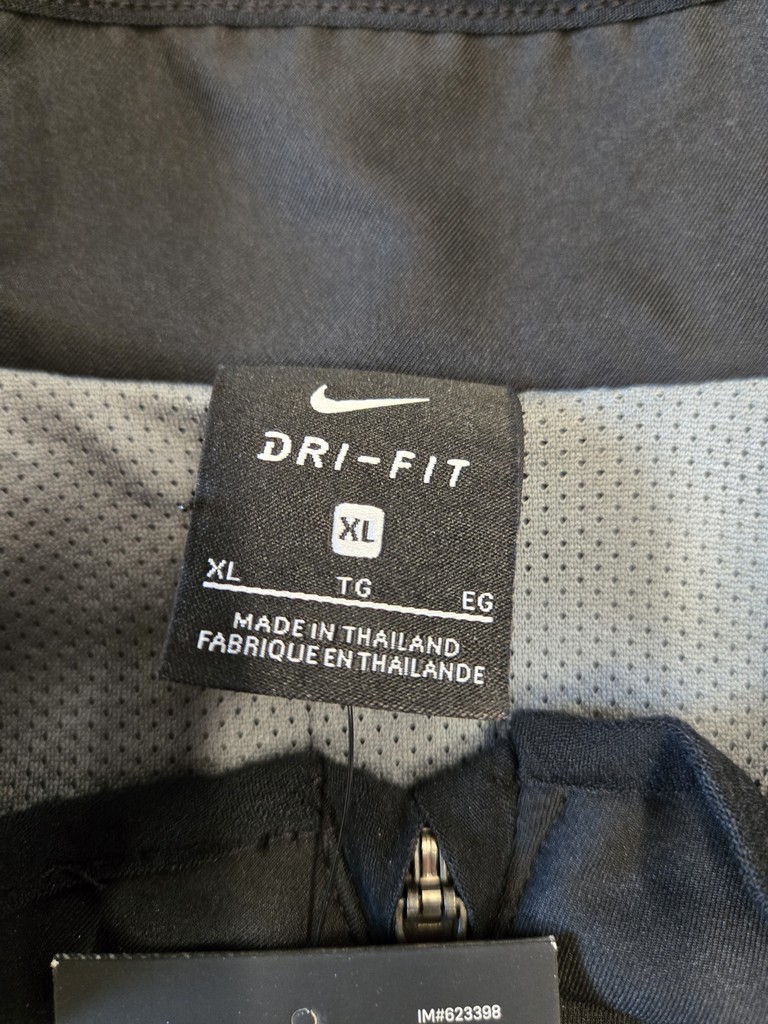 DRI-FIT
XL
XL TG EG
MADE IN THAILAND
FABRIQUE EN THAILANDE
IM#623398